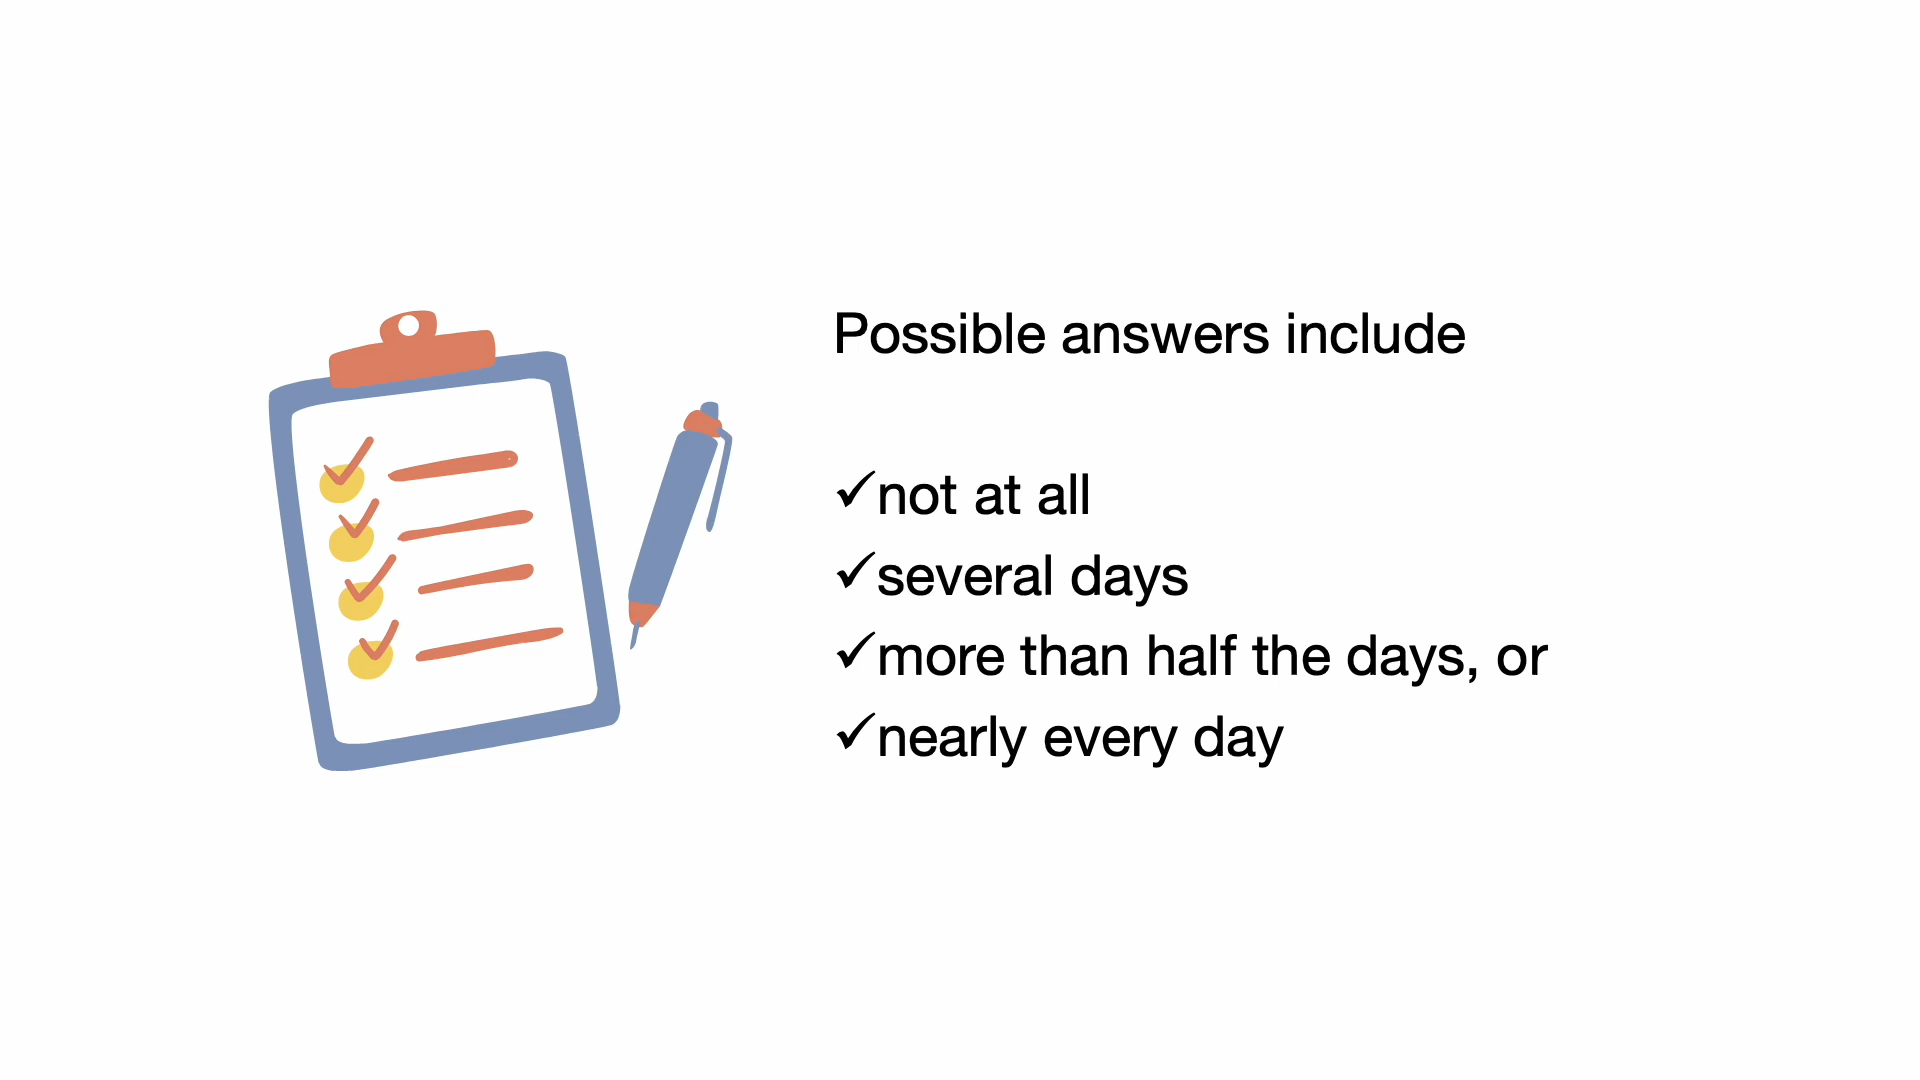 Possible answers include
✓not at all
✓several days
✓more than half the days, or
✓nearly every day